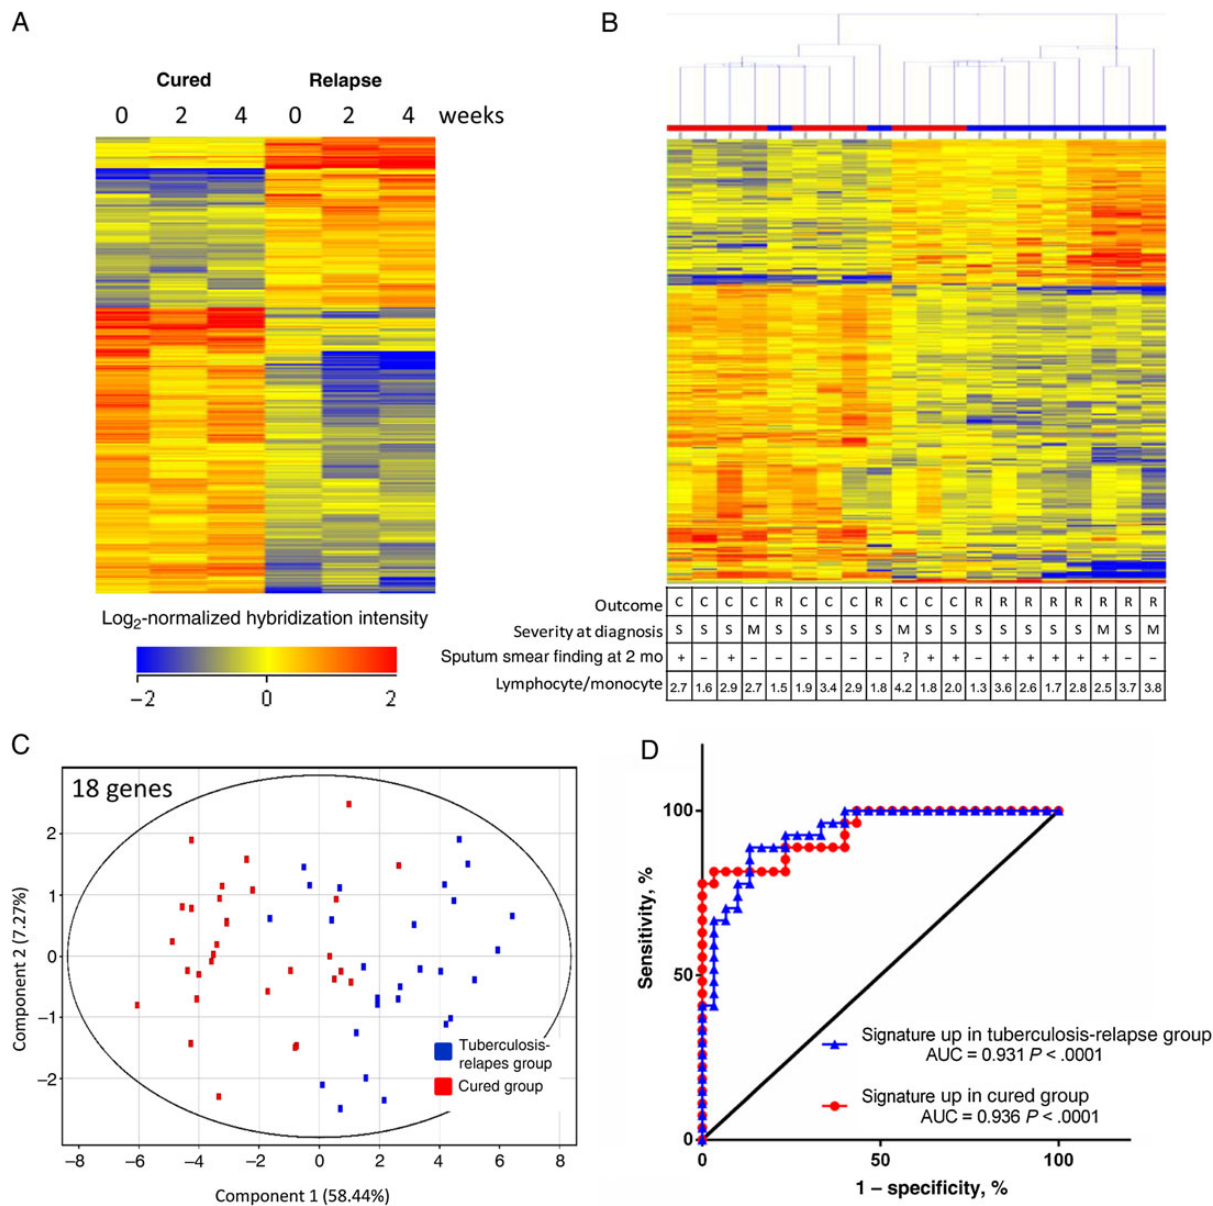 A
Cured Relapse
0 2 4 0 2 4 weeks
Log2-normalized hybridization intensity
−2 0 2
B
Outcome C C C C R C C C R C C C R R R R R R R R
Severity at diagnosis S S S M S S S S S M S S S S S S S M S M
Sputum smear finding at 2 mo + − + − − − − − − ? + + − + + + + + − −
Lymphocyte/monocyte 2.7 1.6 2.9 2.7 1.5 1.9 3.4 2.9 1.8 4.2 1.8 2.0 1.3 3.6 2.6 1.7 2.8 2.5 3.7 3.8
C
18 genes
2
1
0
−1
−2
Component 2 (7.27%)
Tuberculosis-
relapes group
Cured group
−8 −6 −4 −2 0 2 4 6 8
Component 1 (58.44%)
D
100
50
0
Sensitivity, %
Signature up in tuberculosis-relapse group
AUC = 0.931 P < .0001
Signature up in cured group
AUC = 0.936 P < .0001
0 50 100
1 – specificity, %